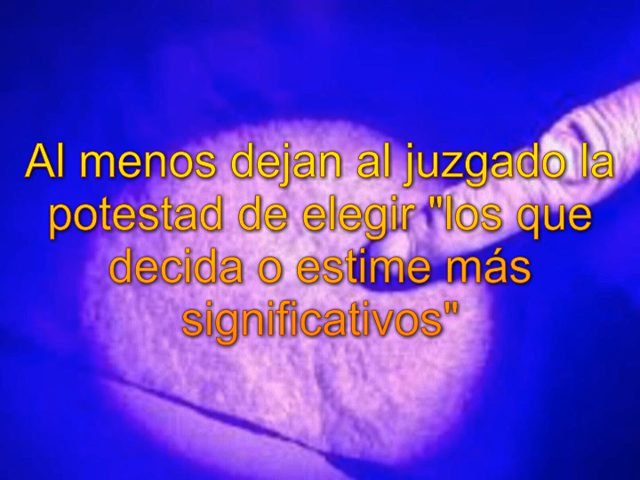 Al menos dejan al juzgado la
potestad de elegir "los que
decida o estime más
significativos"